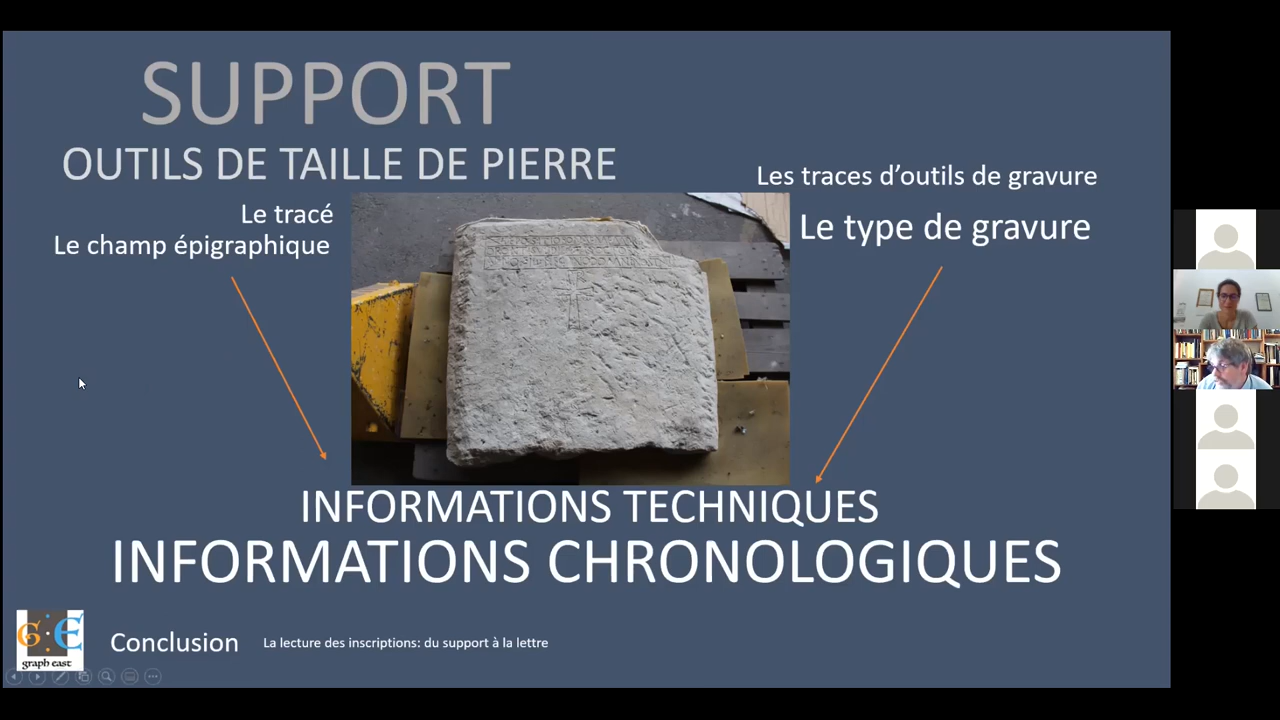 SUPPORT
OUTILS DE TAILLE DE PIERRE
Les traces d’outils de gravure
Le tracé
Le type de gravure
Le champ épigraphique
INFORMATIONS TECHNIQUES
INFORMATIONS CHRONOLOGIQUES
G:E
graph east
Conclusion
La lecture des inscriptions: du support à la lettre